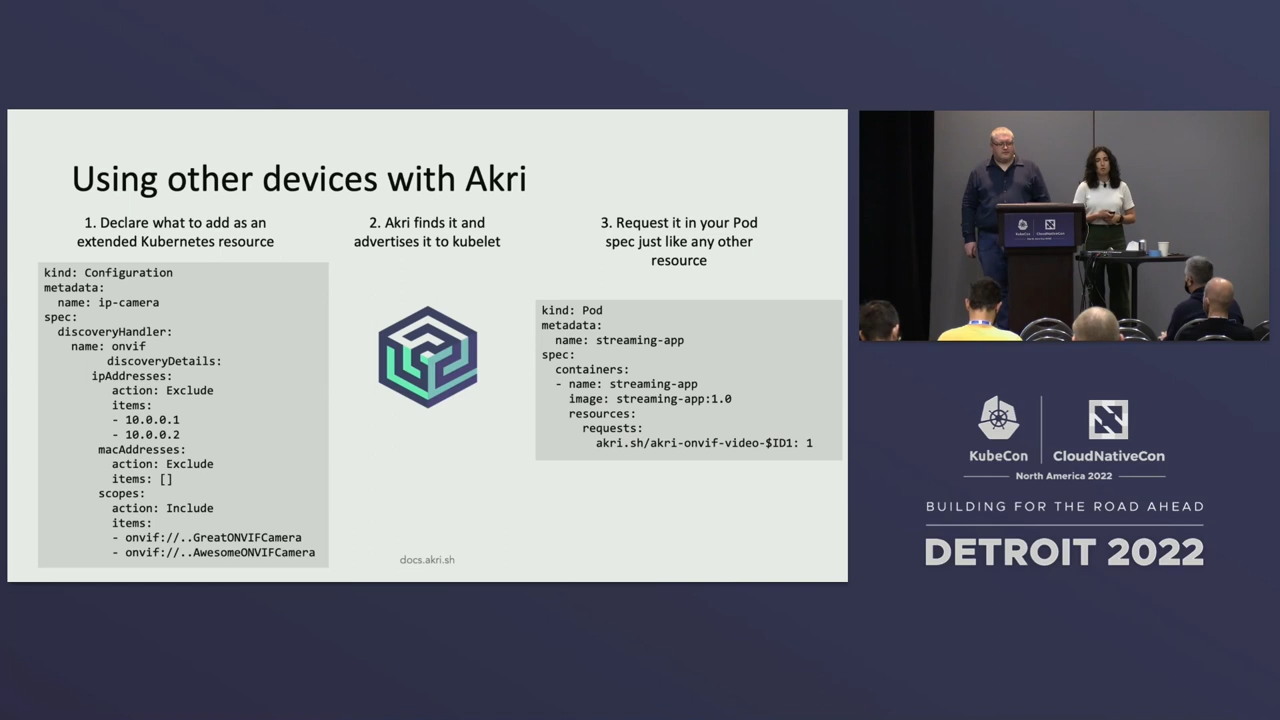 Using other devices with Akri
1. Declare what to add as an
extended Kubernetes resource
kind: Configuration
metadata:
name: ip-camera
spec:
discoveryHandler:
name: onvif
discoveryDetails:
ipAddresses:
action: Exclude
items:
- 10.0.0.1
- 10.0.0.2
macAddresses:
action: Exclude
items: []
scopes:
action: Include
items:
- onvif://..GreatONVIFCamera
- onvif://..AwesomeONVIFCamera
2. Akri finds it and
advertises it to kubelet
docs.akri.sh
3. Request it in your Pod
spec just like any other
resource
kind: Pod
metadata:
name: streaming-app
spec:
containers:
- name: streaming-app
image: streaming-app:1.0
resources:
requests:
akri.sh/akri-onvif-video-$ID1: 1
KubeCon
CloudNativeCon
KubeCon
CloudNativeCon
North America 2022
BUILDING FOR THE ROAD AHEAD
DETROIT 2022